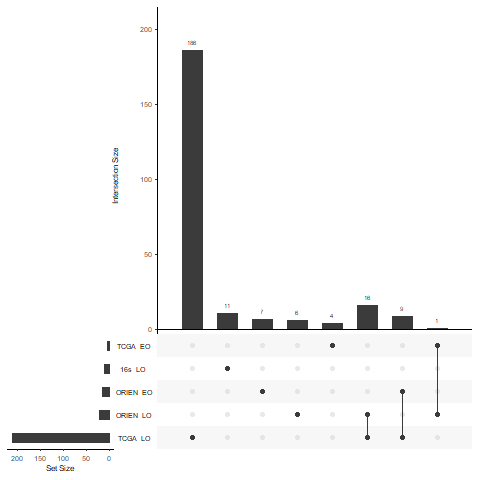 200
150
100
50
0
Intersection Size
186
11
7
6
4
16
9
1
TCGA_EO
16s_LO
ORIEN_EO
ORIEN_LO
TCGA_LO
200 150 100 50 0
Set Size